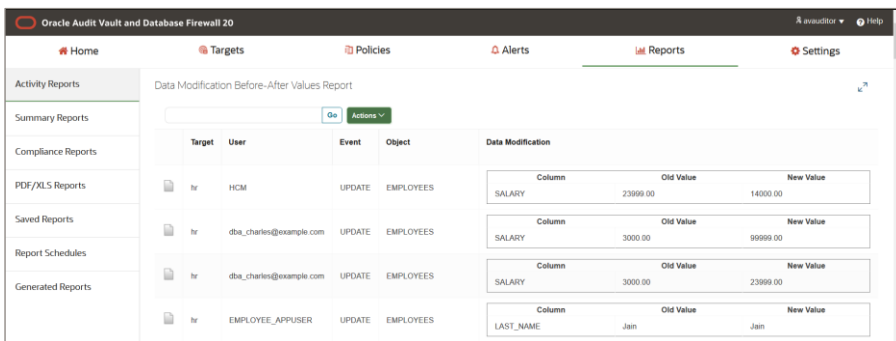 Oracle Audit Vault and Database Firewall 20
avauditor
Help
Home
Targets
Policies
Alerts
Reports
Settings
Activity Reports
Summary Reports
Compliance Reports
PDF/XLS Reports
Saved Reports
Report Schedules
Generated Reports
Data Modification Before-After Values Report
Go
Actions
Target User Event Object Data Modification
Column Old Value New Value
hr HCM UPDATE EMPLOYEES
SALARY 23999.00 14000.00
Column Old Value New Value
hr dba_charles@example.com UPDATE EMPLOYEES
SALARY 3000.00 99999.00
Column Old Value New Value
hr dba_charles@example.com UPDATE EMPLOYEES
SALARY 3000.00 23999.00
Column Old Value New Value
hr EMPLOYEE_APPUSER UPDATE EMPLOYEES
LAST_NAME Jain Jain